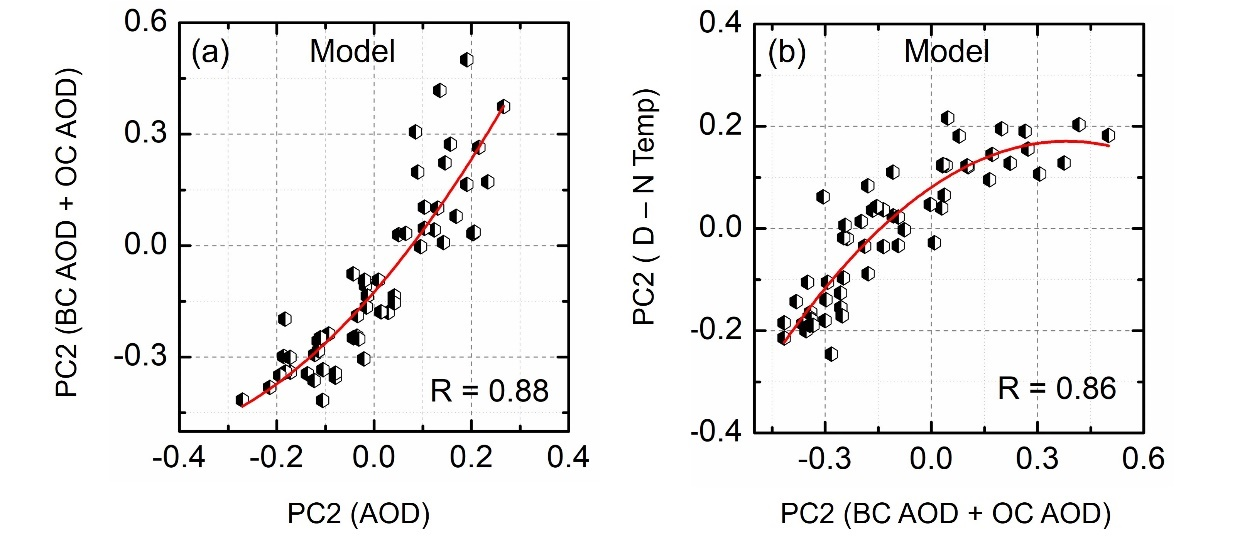 (a) Model
0.6
0.3
0.0
-0.3
PC2 (BC AOD + OC AOD)
R = 0.88
-0.4 -0.2 0.0 0.2 0.4
PC2 (AOD)
(b) Model
0.4
0.2
0.0
-0.2
-0.4
PC2 ( D – N Temp)
R = 0.86
-0.3 0.0 0.3 0.6
PC2 (BC AOD + OC AOD)